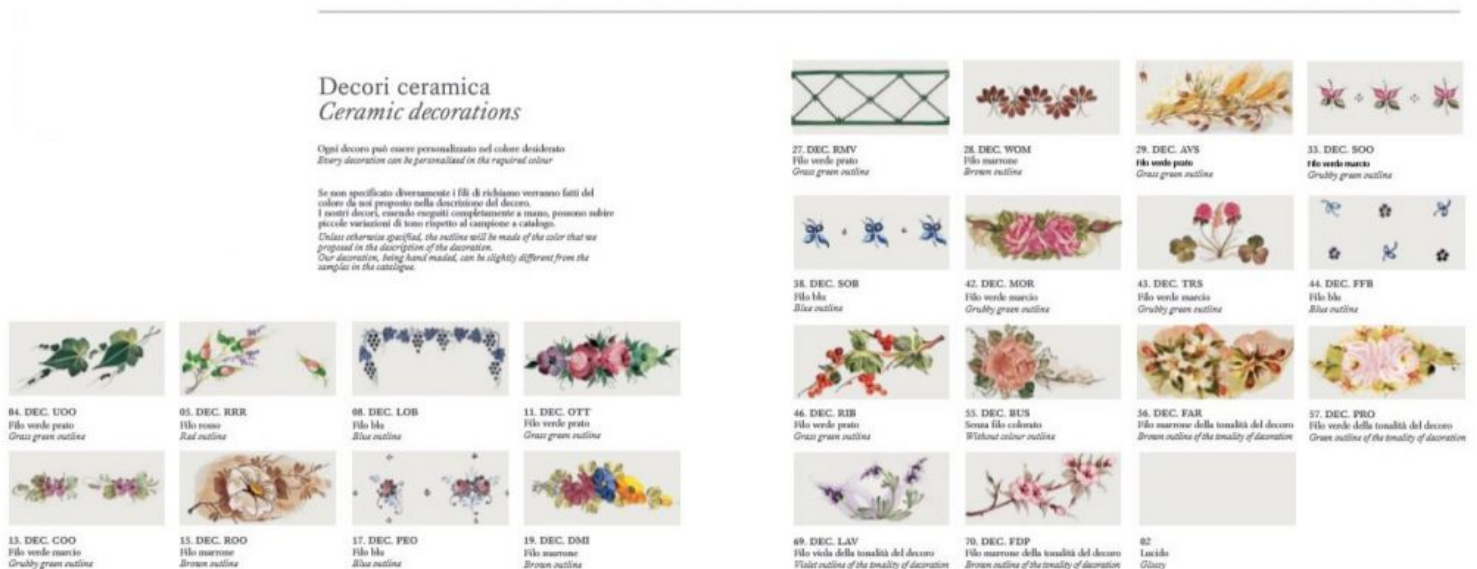 Decori ceramica
Ceramic decorations
Ogni decoro può essere personalizzato nel colore desiderato
Every decoration can be personalised in the required colour
Se non specificato diversamente i fili di richiamo verranno fatti del
colore da noi proposto nella descrizione del decoro.
I nostri decori, essendo eseguiti completamente a mano, possono subire
piccole variazioni di tono rispetto al campione a catalogo.
Unless otherwise specified, the outline will be made of the color that we
proposed in the description of the decoration.
Our decoration, being hand maded, can be slightly different from the
samples in the catalogue.
04. DEC. UOO
Filo verde prato
Grass green outline
05. DEC. RRR
Filo rosso
Red outline
08. DEC. LOB
Filo blu
Blue outline
11. DEC. OTT
Filo verde prato
Grass green outline
13. DEC. COO
Filo verde marcio
Grubby green outline
15. DEC. ROO
Filo marrone
Brown outline
17. DEC. PEO
Filo blu
Blue outline
19. DEC. DMI
Filo marrone
Brown outline
27. DEC. RMV
Filo verde prato
Grass green outline
28. DEC. WOM
Filo marrone
Brown outline
29. DEC. AVS
Filo verde prato
Grass green outline
33. DEC. SOO
Filo verde marcio
Grubby green outline
38. DEC. SOB
Filo blu
Blue outline
42. DEC. MOR
Filo verde marcio
Grubby green outline
43. DEC. TRS
Filo verde marcio
Grubby green outline
44. DEC. FFB
Filo blu
Blue outline
46. DEC. RIB
Filo verde prato
Grass green outline
55. DEC. BUS
Senza filo colorato
Without colour outline
56. DEC. FAR
Filo marrone della tonalità del decoro
Brown outline of the tonality of decoration
57. DEC. PRO
Filo verde della tonalità del decoro
Green outline of the tonality of decoration
69. DEC. LAV
Filo viola della tonalità del decoro
Violet outline of the tonality of decoration
70. DEC. FDP
Filo marrone della tonalità del decoro
Brown outline of the tonality of decoration
02
Lucido
Glossy